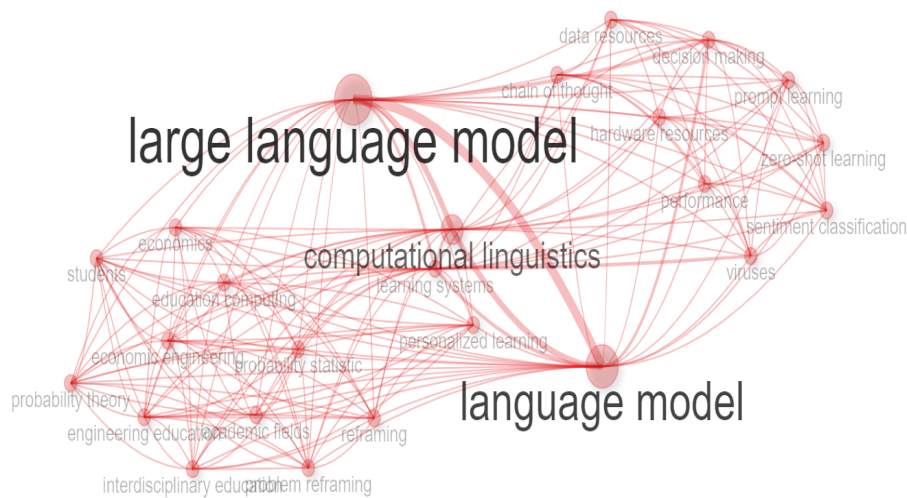 data resources
decision making
chain of thought
prompt learning
large language model
hardware resources
zero-shot learning
performance
sentiment classification
economics
computational linguistics
students
viruses
learning systems
education computing
personalized learning
economic engineering
probability statistic
probability theory
language model
engineering education
academic fields
reframing
interdisciplinary education
problem reframing